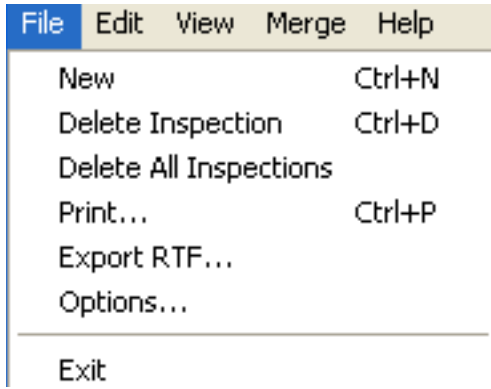 File Edit View Merge Help
New Ctrl+N
Delete Inspection Ctrl+D
Delete All Inspections
Print... Ctrl+P
Export RTF...
Options...
Exit